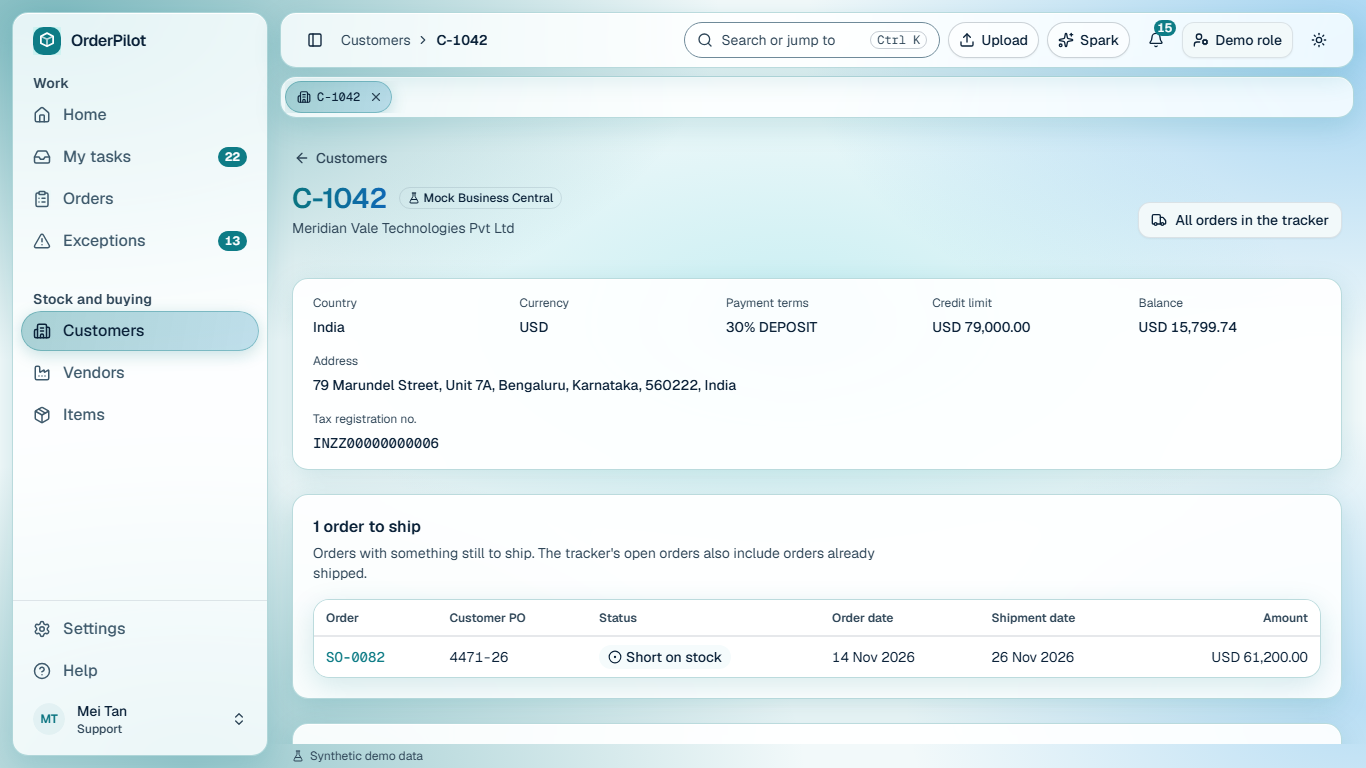 OrderPilot
Work
Home
My tasks 22
Orders
Exceptions 13
Stock and buying
Customers
Vendors
Items
Settings
Help
MT
Mei Tan
Support
Customers > C-1042
Search or jump to Ctrl K
Upload
Spark
15
Demo role
C-1042
Customers
C-1042
Mock Business Central
Meridian Vale Technologies Pvt Ltd
All orders in the tracker
Country Currency Payment terms Credit limit Balance
India USD 30% DEPOSIT USD 79,000.00 USD 15,799.74
Address
79 Marundel Street, Unit 7A, Bengaluru, Karnataka, 560222, India
Tax registration no.
INZZ00000000006
1 order to ship
Orders with something still to ship. The tracker's open orders also include orders already
shipped.
Order Customer PO Status Order date Shipment date Amount
SO-0082 4471-26 Short on stock 14 Nov 2026 26 Nov 2026 USD 61,200.00
Synthetic demo data